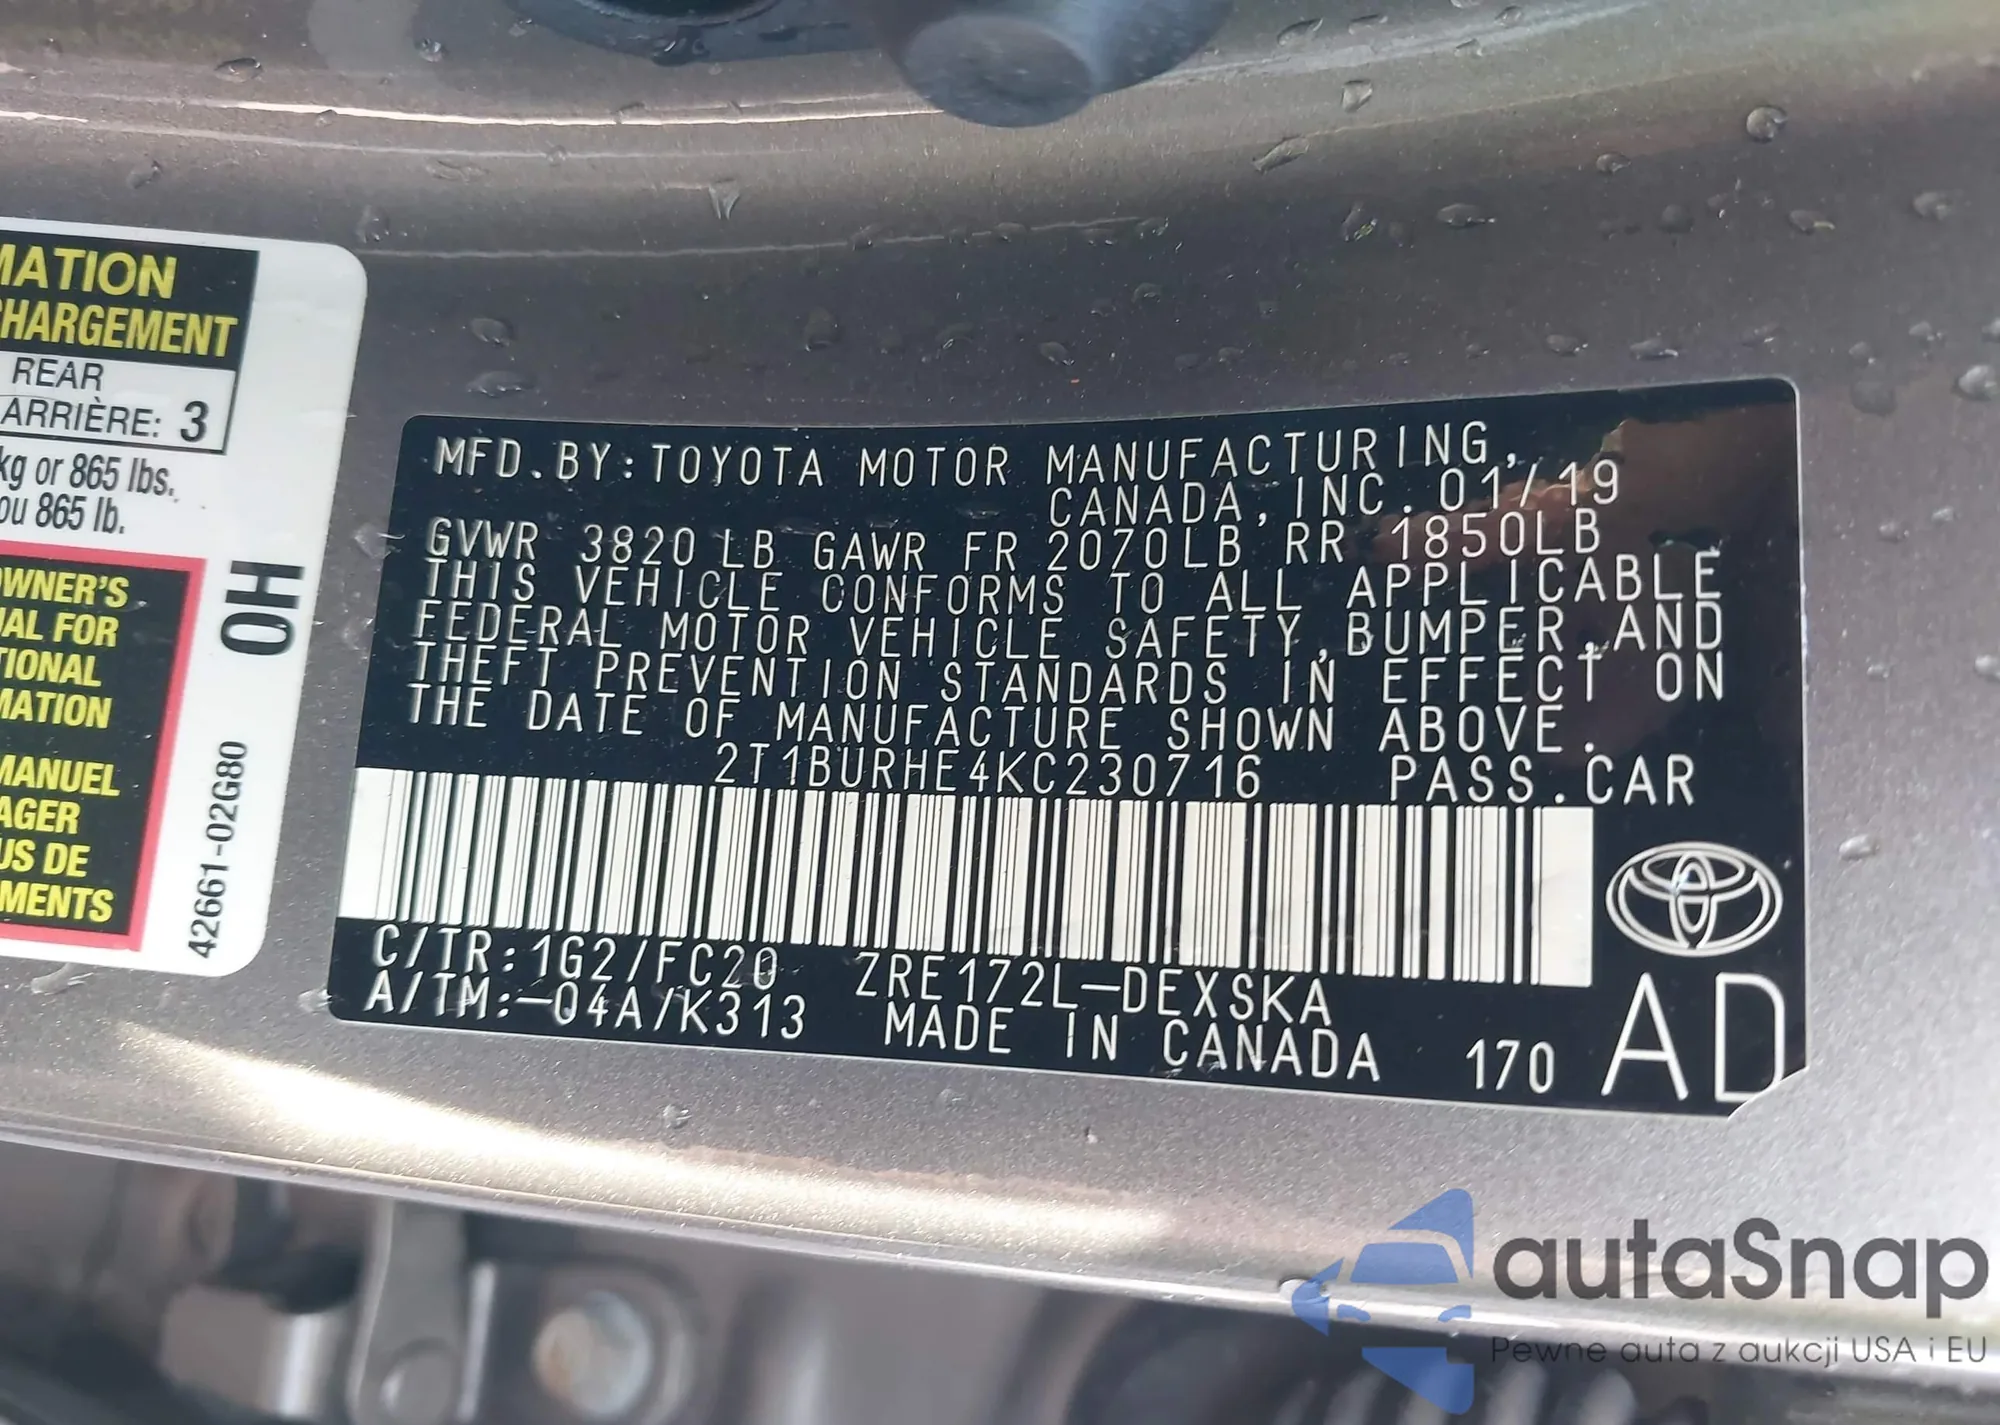 MATION
HARGEMENT
REAR
ARRIÈRE: 3
kg or 865 lbs.
ou 865 lb.
OWNER'S
UAL FOR
TIONAL
MATION
MANUEL
AGER
US DE
MENTS
OH
42661-02G80
MFD.BY:TOYOTA MOTOR MANUFACTURING,
CANADA,INC.01/19
GVWR 3820LB GAWR FR 2070LB RR 1850LB
THIS VEHICLE CONFORMS TO ALL APPLICABLE
FEDERAL MOTOR VEHICLE SAFETY,BUMPER,AND
THEFT PREVENTION STANDARDS IN EFFECT ON
THE DATE OF MANUFACTURE SHOWN ABOVE.
2T1BURHE4KC230716 PASS.CAR
C/TR:1G2/FC20 ZRE172L-DEXSKA
A/TM:-04A/K313 MADE IN CANADA 170 AD
autaSnap
Pewne auta z aukcji USA i EU